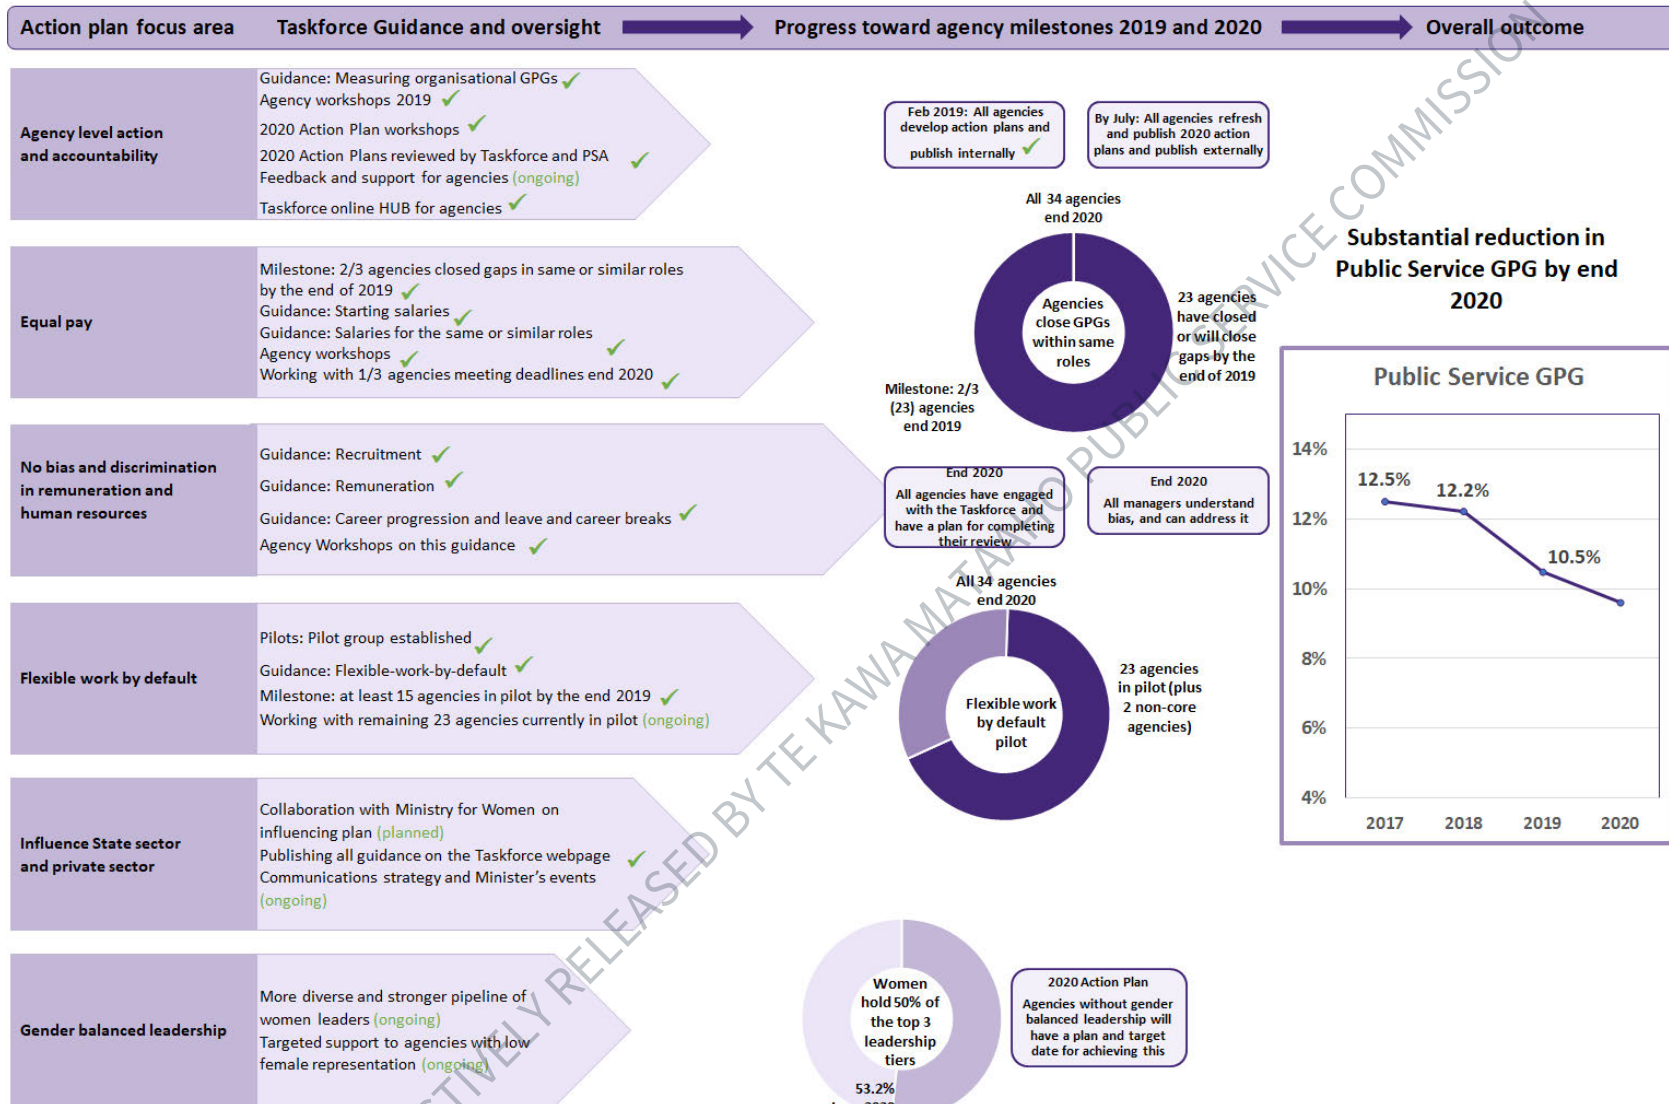 Action plan focus area
Taskforce Guidance and oversight
Progress toward agency milestones 2019 and 2020
Overall outcome
Agency level action
and accountability
Guidance: Measuring organisational GPGs ✓
Agency workshops 2019 ✓
2020 Action Plan workshops ✓
2020 Action Plans reviewed by Taskforce and PSA ✓
Feedback and support for agencies (ongoing)
Taskforce online HUB for agencies ✓
Feb 2019: All agencies
develop action plans and
publish internally ✓
By July: All agencies refresh
and publish 2020 action
plans and publish externally
Equal pay
Milestone: 2/3 agencies closed gaps in same or similar roles
by the end of 2019 ✓
Guidance: Starting salaries ✓
Guidance: Salaries for the same or similar roles ✓
Agency workshops ✓
Working with 1/3 agencies meeting deadlines end 2020 ✓
All 34 agencies
end 2020
Agencies
close GPGs
within same
roles
23 agencies
have closed
or will close
gaps by the
end of 2019
Milestone: 2/3
(23) agencies
end 2019
No bias and discrimination
in remuneration and
human resources
Guidance: Recruitment ✓
Guidance: Remuneration ✓
Guidance: Career progression and leave and career breaks ✓
Agency Workshops on this guidance ✓
End 2020
All agencies have engaged
with the Taskforce and
have a plan for completing
their review
End 2020
All managers understand
bias, and can address it
Flexible work by default
Pilots: Pilot group established ✓
Guidance: Flexible-work-by-default ✓
Milestone: at least 15 agencies in pilot by the end 2019 ✓
Working with remaining 23 agencies currently in pilot (ongoing)
All 34 agencies
end 2020
Flexible work
by default
pilot
23 agencies
in pilot (plus
2 non-core
agencies)
Influence State sector
and private sector
Collaboration with Ministry for Women on
influencing plan (planned)
Publishing all guidance on the Taskforce webpage ✓
Communications strategy and Minister's events
(ongoing)
Gender balanced leadership
More diverse and stronger pipeline of
women leaders (ongoing)
Targeted support to agencies with low
female representation (ongoing)
Women
hold 50% of
the top 3
leadership
tiers
53.2%
2020 Action Plan
Agencies without gender
balanced leadership will
have a plan and target
date for achieving this
Substantial reduction in
Public Service GPG by end
2020
Public Service GPG
14%
12%
10%
8%
6%
4%
12.5%
12.2%
10.5%
2017 2018 2019 2020
RELEASED BY TE KAWA MATAAHO PUBLIC SERVICE COMMISSION